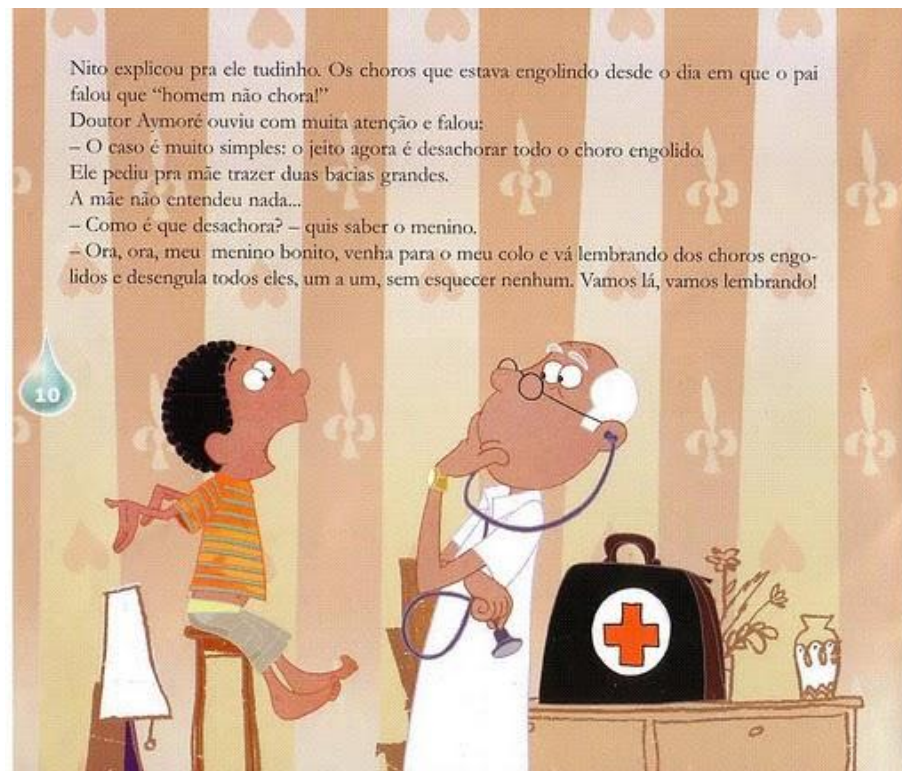 Nito explicou pra ele tudinho. Os choros que estava engolindo desde o dia em que o pai
falou que “homem não chora!”
Doutor Aymoré ouviu com muita atenção e falou:
– O caso é muito simples: o jeito agora é desachorar todo o choro engolido.
Ele pediu pra mãe trazer duas bacias grandes.
A mãe não entendeu nada...
– Como é que desachora? – quis saber o menino.
– Ora, ora, meu menino bonito, venha para o meu colo e vá lembrando dos choros engo-
lidos e desengula todos eles, um a um, sem esquecer nenhum. Vamos lá, vamos lembrando!
10